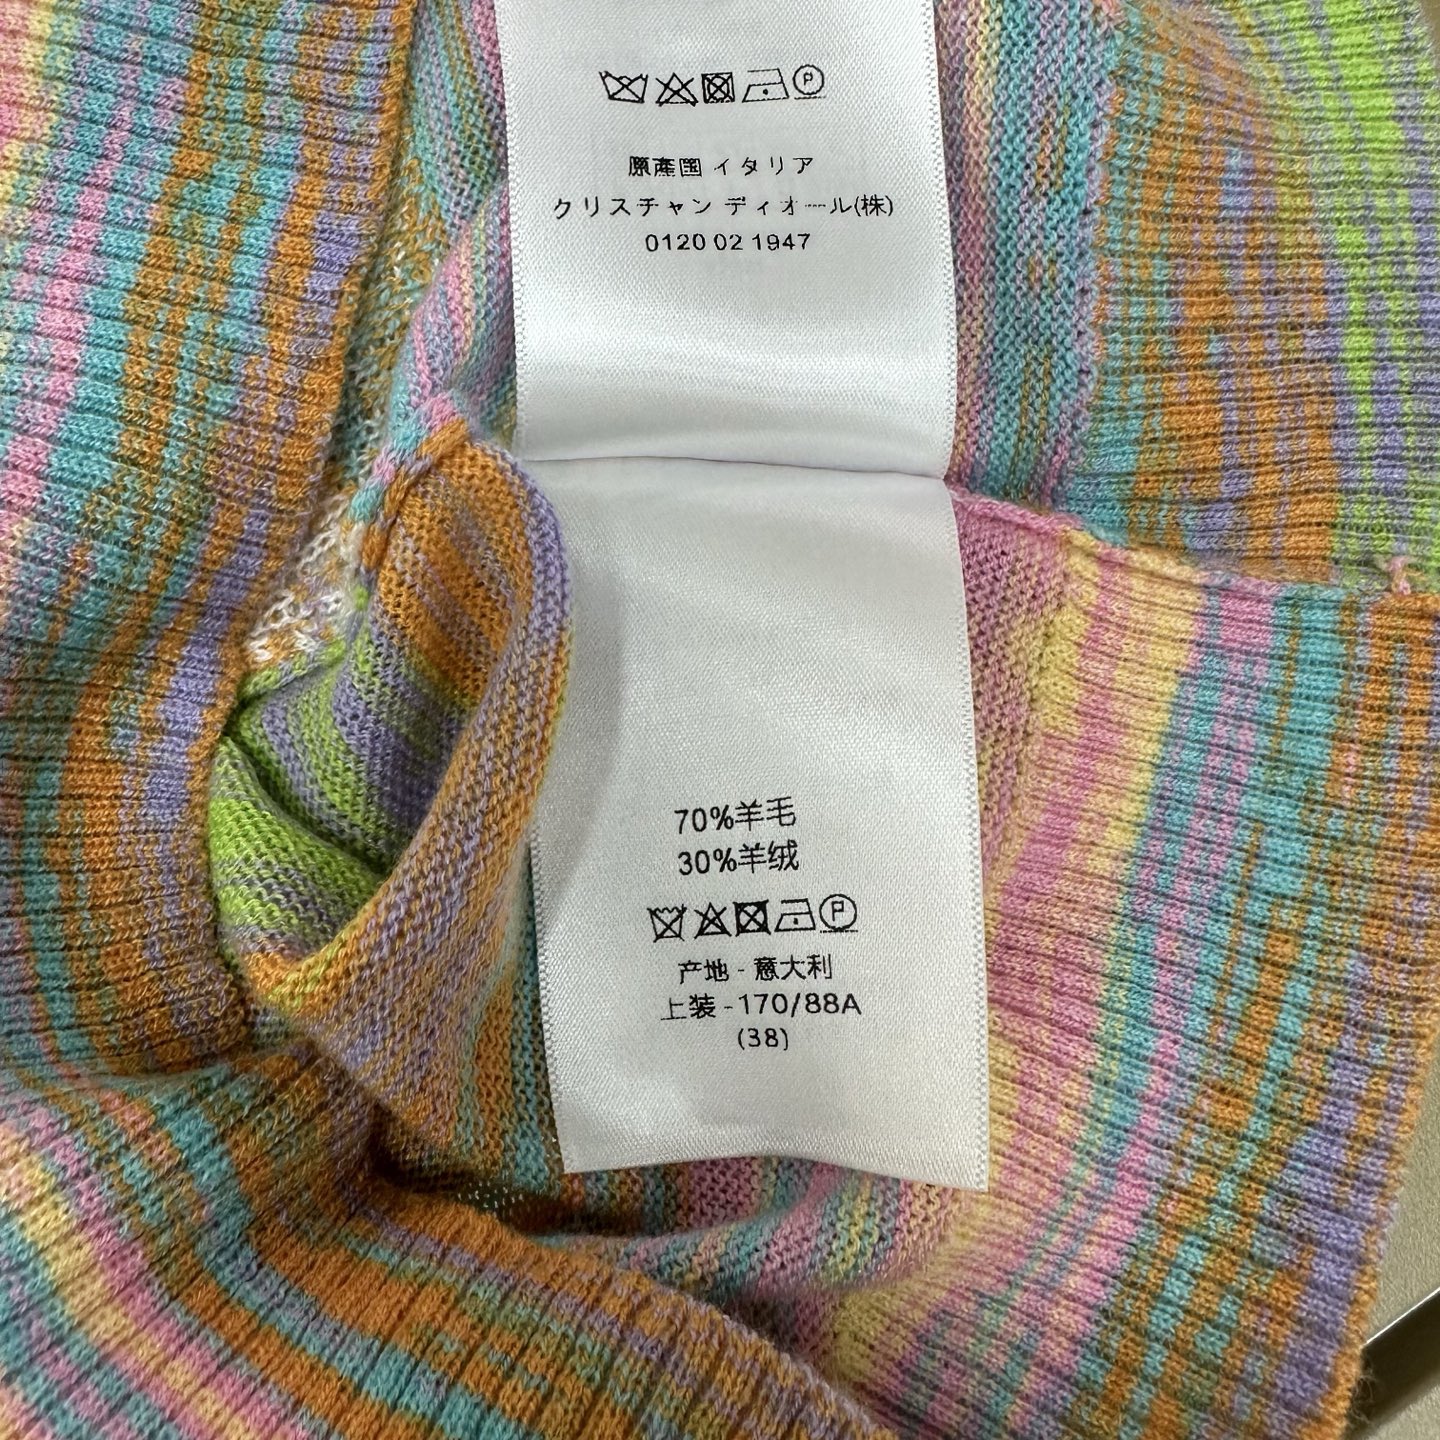 原産国 イタリア
クリスチャン ディオール(株)
0120 02 1947
70%羊毛
30%羊绒
产地 - 意大利
上装 - 170/88A
(38)